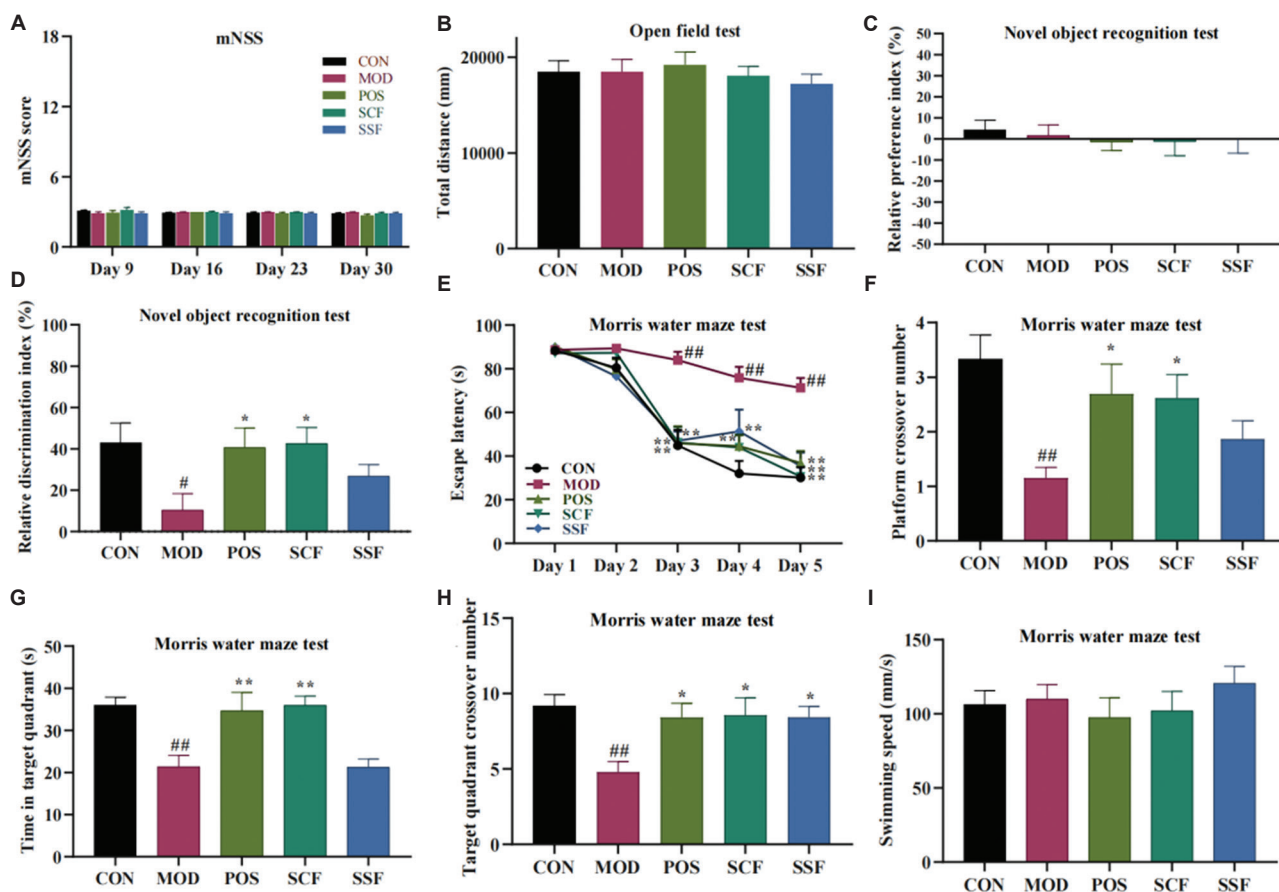 A
mNSS
mNSS score
18
12
6
0
CON
MOD
POS
SCF
SSF
Day 9 Day 16 Day 23 Day 30
B
Open field test
Total distance (mm)
20000
10000
0
CON MOD POS SCF SSF
C
Novel object recognition test
Relative preference index (%)
50
40
30
20
10
0
-10
-20
-30
-40
-50
CON MOD POS SCF SSF
D
Novel object recognition test
Relative discrimination index (%)
100
80
60
40
20
0
# * *
CON MOD POS SCF SSF
E
Morris water maze test
Escape latency (s)
100
80
60
40
20
0
## ## ##
** ** ** ** **
** ** **
CON
MOD
POS
SCF
SSF
Day 1 Day 2 Day 3 Day 4 Day 5
F
Morris water maze test
Platform crossover number
4
3
2
1
0
## * *
CON MOD POS SCF SSF
G
Morris water maze test
Time in target quadrant (s)
50
40
30
20
10
0
## ** **
CON MOD POS SCF SSF
H
Morris water maze test
Target quadrant crossover number
15
10
5
0
## * * *
CON MOD POS SCF SSF
I
Morris water maze test
Swimming speed (mm/s)
150
100
50
0
CON MOD POS SCF SSF